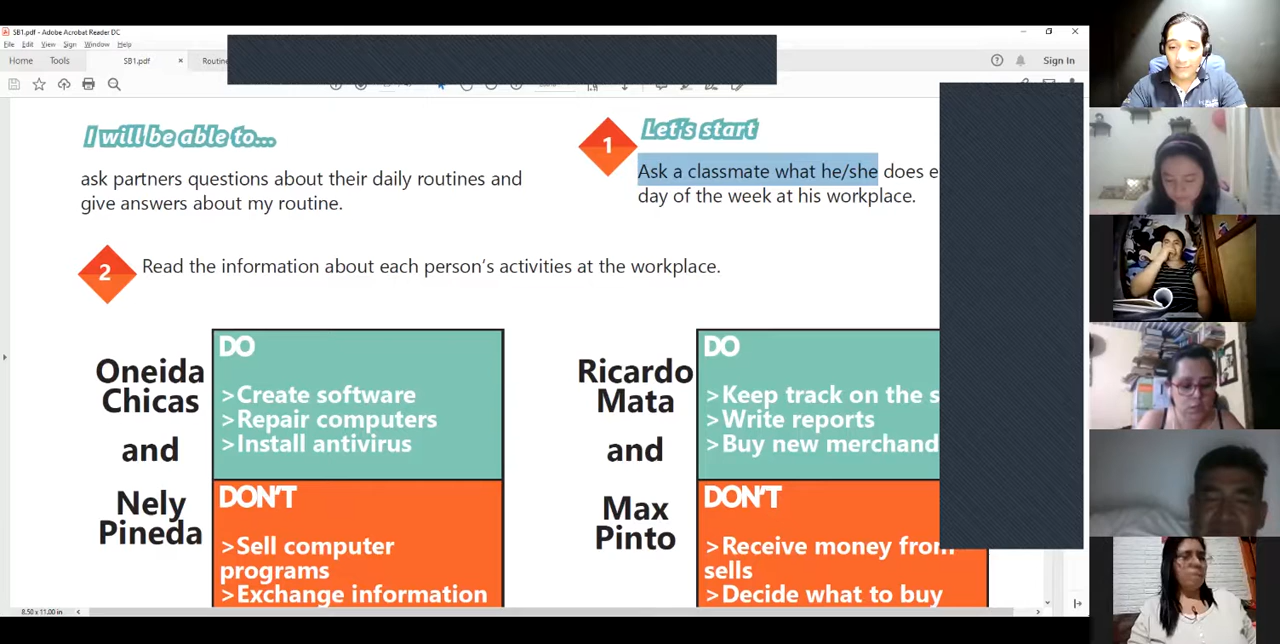 SB1.pdf - Adobe Acrobat Reader DC
File Edit View Sign Window Help
Home Tools SB1.pdf × Sign In
I will be able to...
ask partners questions about their daily routines and
give answers about my routine.
1 Let's start
Ask a classmate what he/she does
day of the week at his workplace.
2 Read the information about each person's activities at the workplace.
Oneida
Chicas
and
Nely
Pineda
DO
>Create software
>Repair computers
>Install antivirus
DON'T
>Sell computer
programs
>Exchange information
Ricardo
Mata
and
Max
Pinto
DO
>Keep track on the
>Write reports
>Buy new
DON'T
>Receive money from
sells
>Decide what to buy
8.50 x 11.00 in